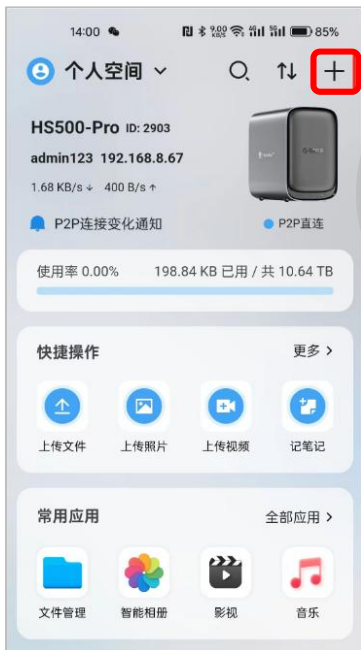 14:00 9.00 KB/S 85%
个人空间
HS500-Pro ID: 2903
admin123 192.168.8.67
1.68 KB/s ↓ 400 B/s ↑
P2P连接变化通知 P2P直连
使用率 0.00% 198.84 KB 已用 / 共 10.64 TB
快捷操作 更多 >
上传文件 上传照片 上传视频 记笔记
常用应用 全部应用 >
文件管理 智能相册 影视 音乐